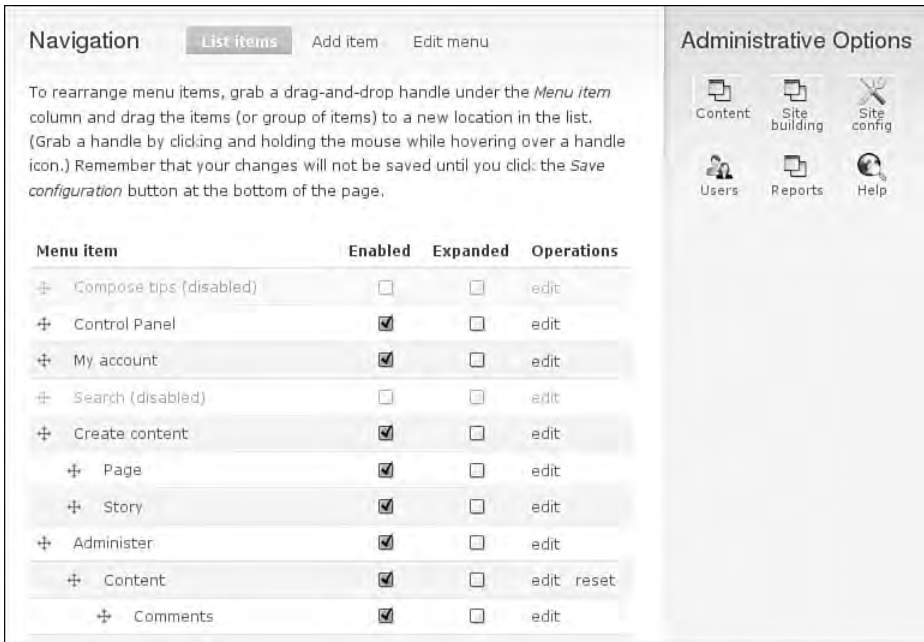 Navigation List items Add item Edit menu
To rearrange menu items, grab a drag-and-drop handle under the Menu item
column and drag the items (or group of items) to a new location in the list.
(Grab a handle by clicking and holding the mouse while hovering over a handle
icon.) Remember that your changes will not be saved until you click the Save
configuration button at the bottom of the page.
Menu item Enabled Expanded Operations
Compose tips (disabled) edit
Control Panel edit
My account edit
Search (disabled) edit
Create content edit
Page edit
Story edit
Administer edit
Content edit reset
Comments edit
Administrative Options
Content
Site
building
Site
config
Users
Reports
Help